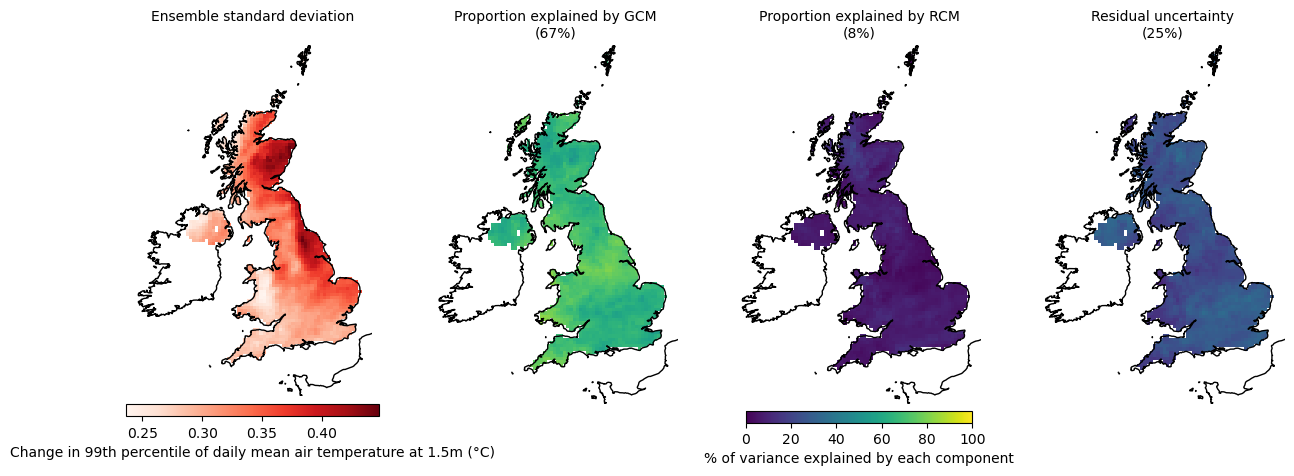 Ensemble standard deviation
Proportion explained by GCM
(67%)
Proportion explained by RCM
(8%)
Residual uncertainty
(25%)
0.25 0.30 0.35 0.40
Change in 99th percentile of daily mean air temperature at 1.5m (°C)
0 20 40 60 80 100
% of variance explained by each component